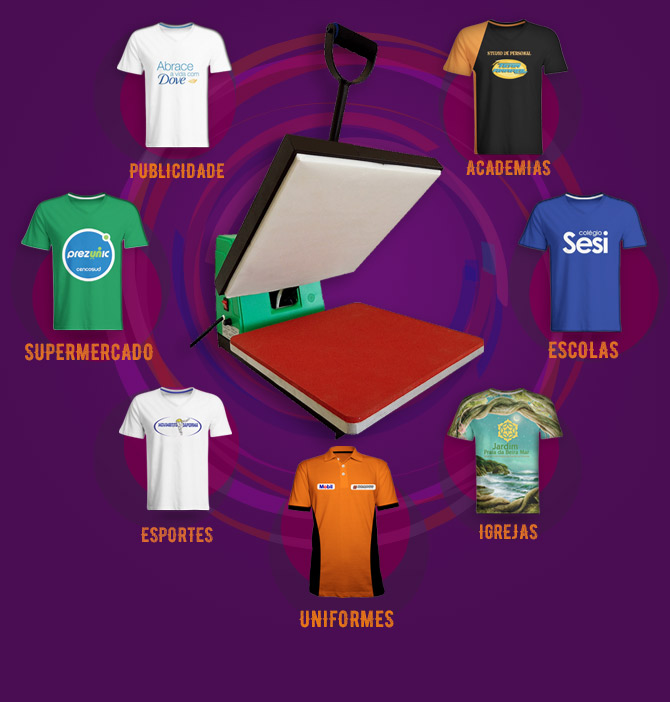 Abrace
a vida com
Dove
PUBLICIDADE
STUDIO DE PERSONAL
TEAM
ACADEMIAS
prezunic
cencosud
SUPERMERCADO
colégio
Sesi
ESCOLAS
ESPORTES
Mobil
UNIFORMES
Jardim
Praia da Beira Mar
IGREJAS